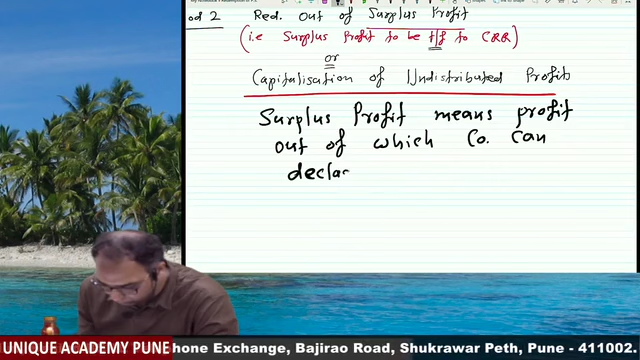 od 2 Red. Out of Surplus Profit
(i.e Surplus Profit to be t/f to CRR)
or
Capitalisation of Undistributed Profit
Surplus Profit means profit
out of which Co. can
decla
UNIQUE ACADEMY PUNE hone Exchange, Bajirao Road, Shukrawar Peth, Pune - 411002.